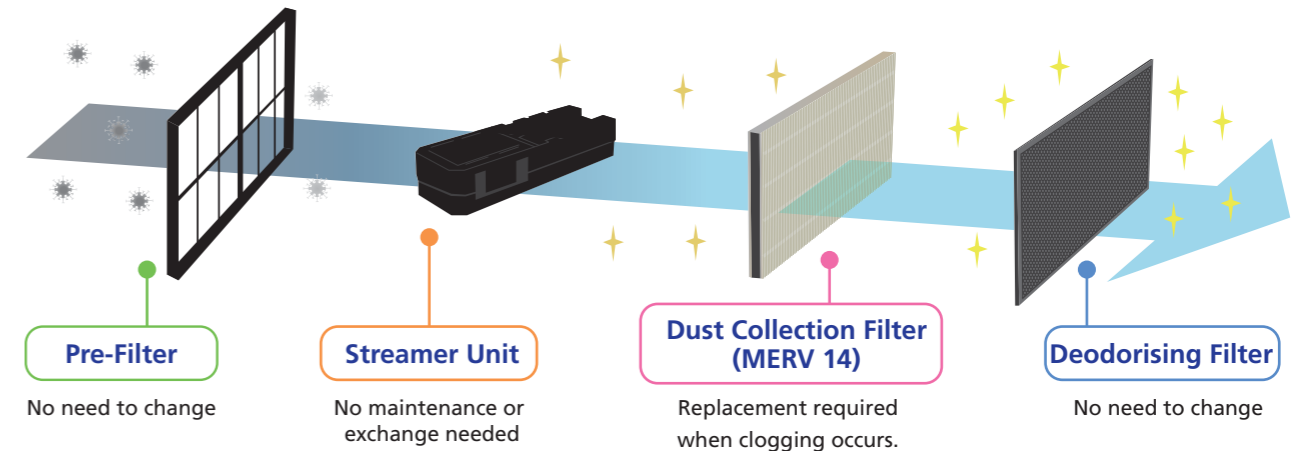 Pre-Filter
No need to change
Streamer Unit
No maintenance or
exchange needed
Dust Collection Filter
(MERV 14)
Replacement required
when clogging occurs.
Deodorising Filter
No need to change